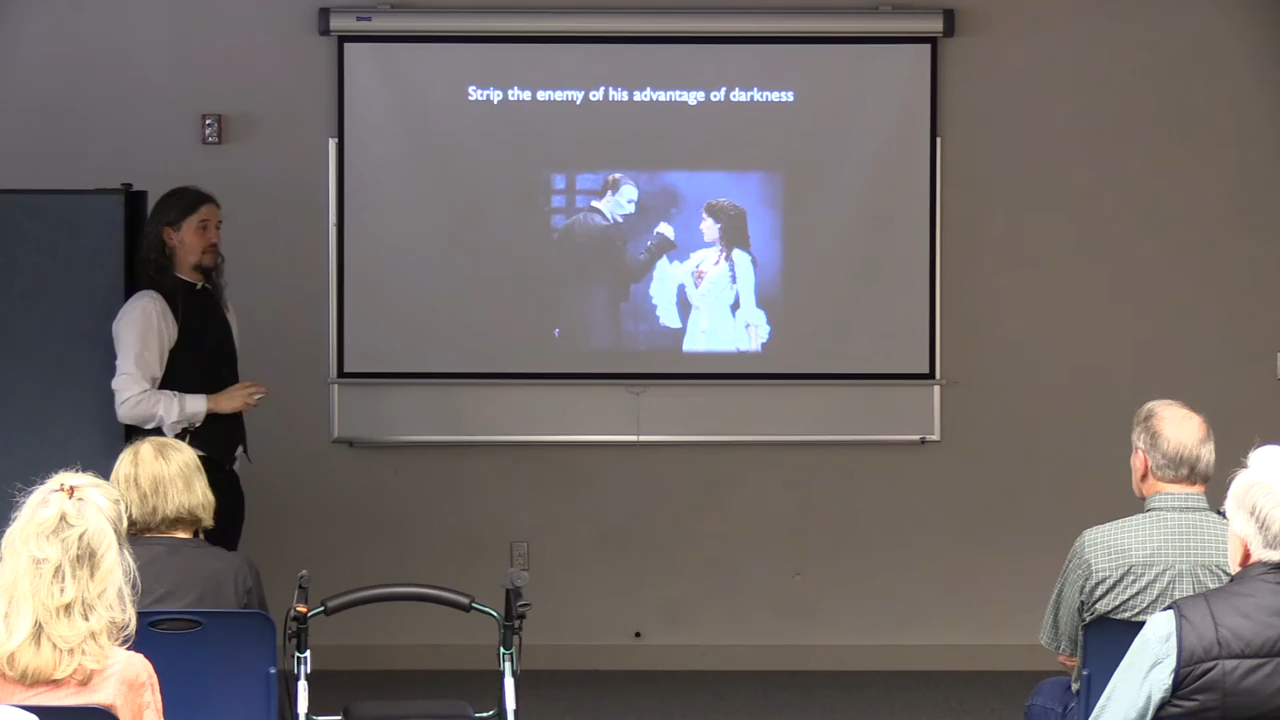 Strip the enemy of his advantage of darkness